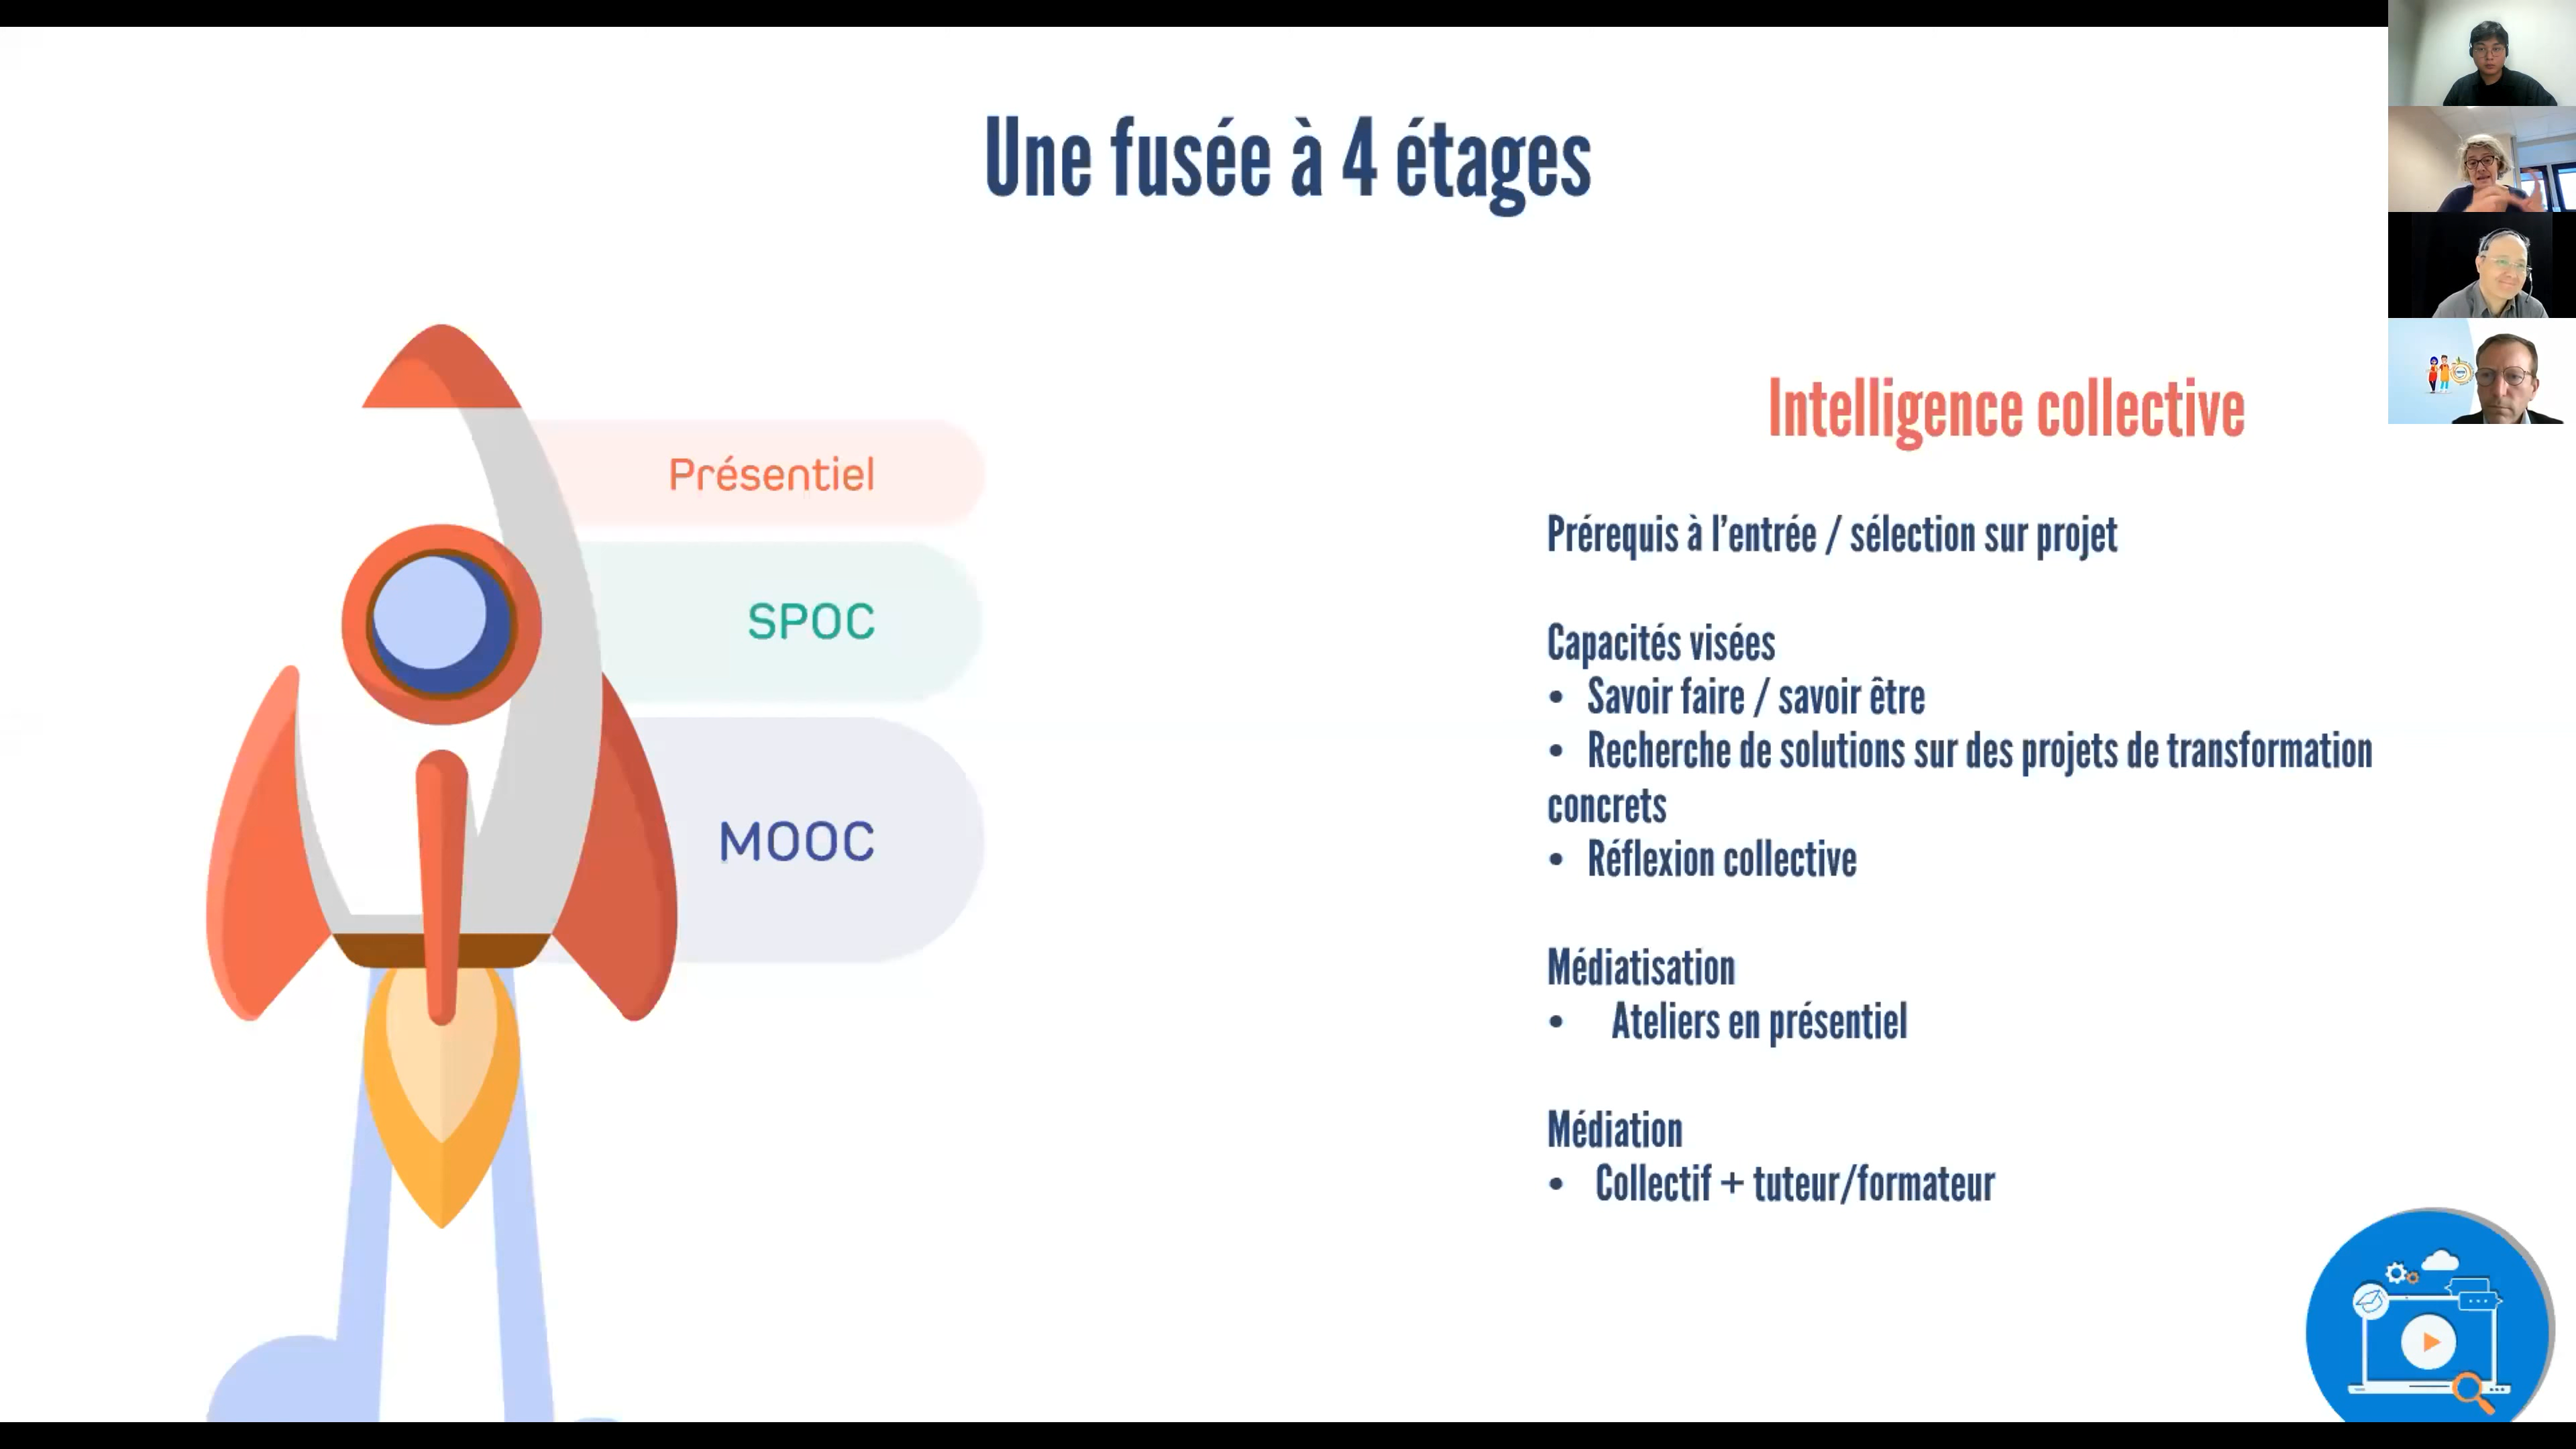 Une fusée à 4 étages
Présentiel
SPOC
MOOC
Intelligence collective
Prérequis à l'entrée / sélection sur projet
Capacités visées
• Savoir faire / savoir être
• Recherche de solutions sur des projets de transformation
concrets
• Réflexion collective
Médiatisation
• Ateliers en présentiel
Médiation
• Collectif + tuteur/formateur